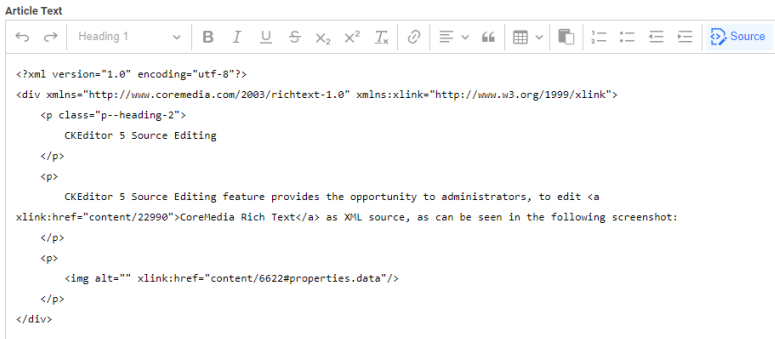 Article Text
Heading 1 B I U S X₂ X² Tx Source
<?xml version="1.0" encoding="utf-8"?>
<div xmlns="http://www.coremedia.com/2003/richtext-1.0" xmlns:xlink="http://www.w3.org/1999/xlink">
<p class="p--heading-2">
CKEditor 5 Source Editing
</p>
<p>
CKEditor 5 Source Editing feature provides the opportunity to administrators, to edit <a
xlink:href="content/22990">CoreMedia Rich Text</a> as XML source, as can be seen in the following screenshot:
</p>
<p>
<img alt="" xlink:href="content/6622#properties.data"/>
</p>
</div>